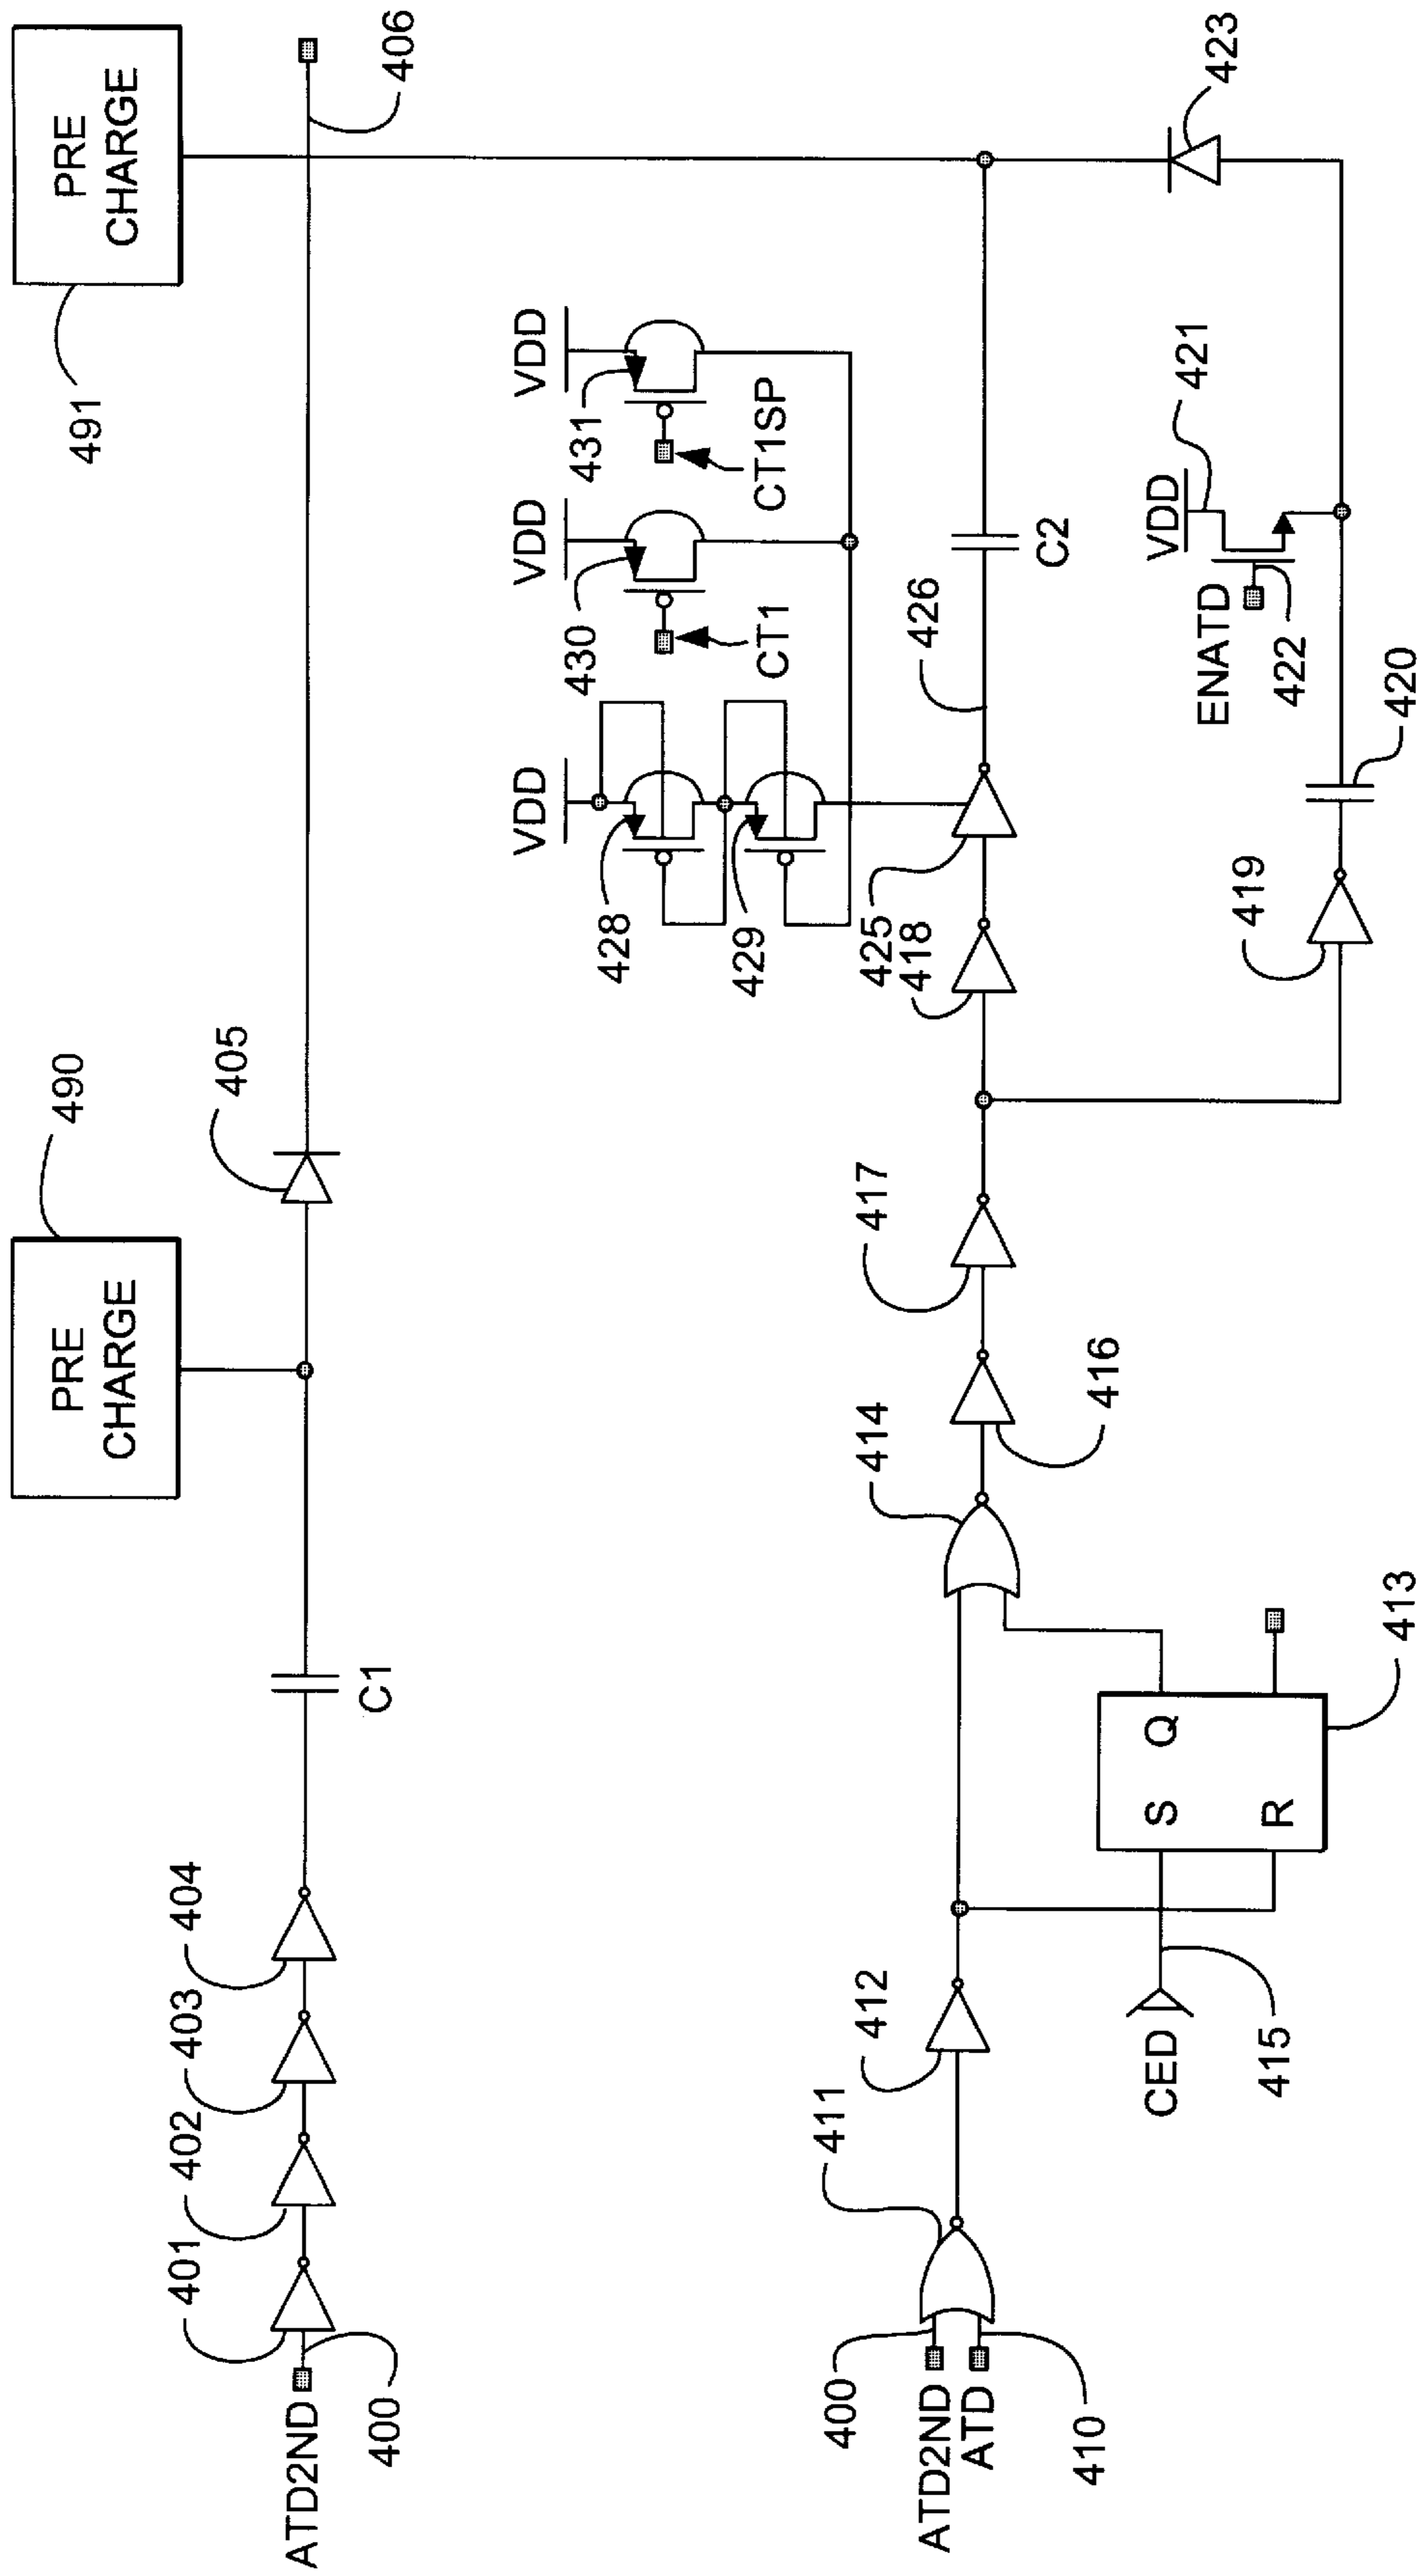 PRE
CHARGE
490
PRE
CHARGE
491
ATD2ND
400
401
402
403
404
C1
405
406
VDD
428
429
VDD
430
CT1
VDD
431
CT1SP
ATD2ND
ATD
400
410
411
412
CED
415
S Q
R
413
414
416
417
418
425
426
C2
419
420
ENATD
422
VDD
421
423